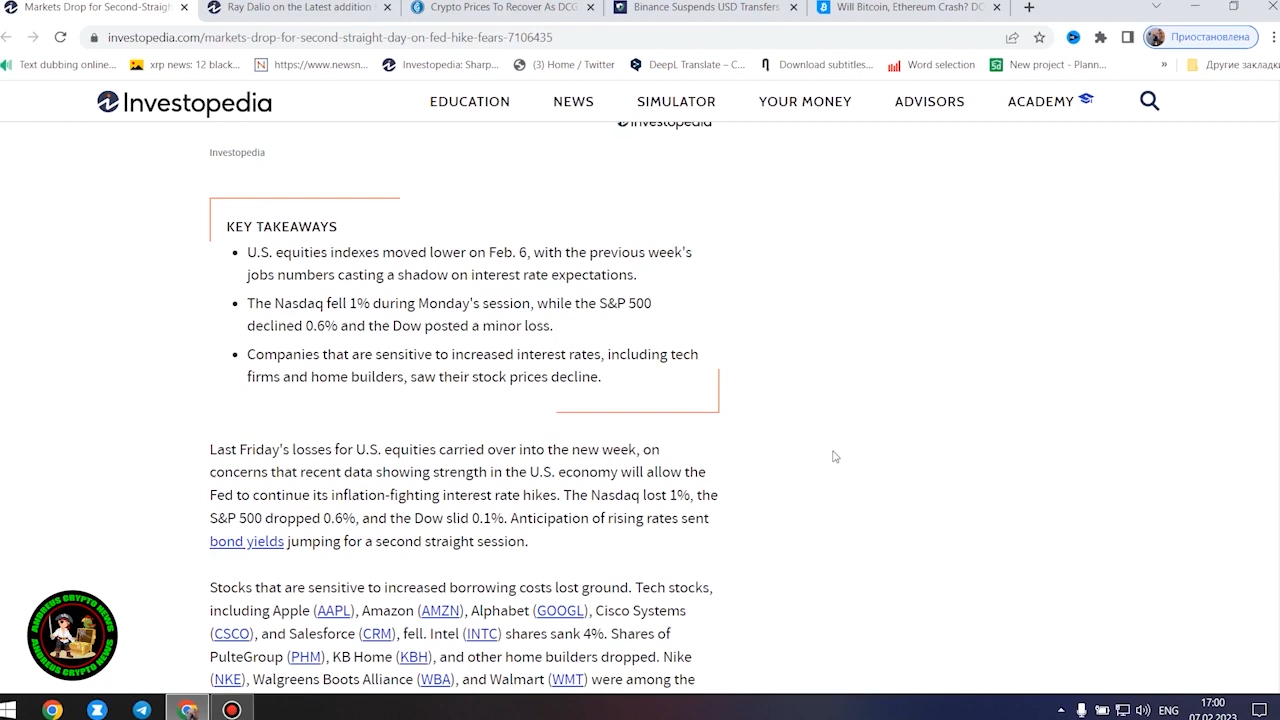 Markets Drop for Second-Straigh
Ray Dalio on the Latest addition
Crypto Prices To Recover As DCG
Binance Suspends USD Transfers
Will Bitcoin, Ethereum Crash? DC
investopedia.com/markets-drop-for-second-straight-day-on-fed-hike-fears-7106435
Приостановлена
Text dubbing online...
xrp news: 12 black...
https://www.newsn...
Investopedia: Sharp...
(3) Home / Twitter
DeepL Translate – C...
Download subtitles...
Word selection
New project - Plann...
»
Другие закладки
Investopedia
EDUCATION
NEWS
SIMULATOR
YOUR MONEY
ADVISORS
ACADEMY
Investopedia
Investopedia
KEY TAKEAWAYS
• U.S. equities indexes moved lower on Feb. 6, with the previous week's
jobs numbers casting a shadow on interest rate expectations.
• The Nasdaq fell 1% during Monday's session, while the S&P 500
declined 0.6% and the Dow posted a minor loss.
• Companies that are sensitive to increased interest rates, including tech
firms and home builders, saw their stock prices decline.
Last Friday's losses for U.S. equities carried over into the new week, on
concerns that recent data showing strength in the U.S. economy will allow the
Fed to continue its inflation-fighting interest rate hikes. The Nasdaq lost 1%, the
S&P 500 dropped 0.6%, and the Dow slid 0.1%. Anticipation of rising rates sent
bond yields jumping for a second straight session.
Stocks that are sensitive to increased borrowing costs lost ground. Tech stocks,
including Apple (AAPL), Amazon (AMZN), Alphabet (GOOGL), Cisco Systems
(CSCO), and Salesforce (CRM), fell. Intel (INTC) shares sank 4%. Shares of
PulteGroup (PHM), KB Home (KBH), and other home builders dropped. Nike
(NKE), Walgreens Boots Alliance (WBA), and Walmart (WMT) were among the
ANDREUS CRYPTO NEWS
ANDREUS CRYPTO NEWS
ENG
17:00
07.02.2023